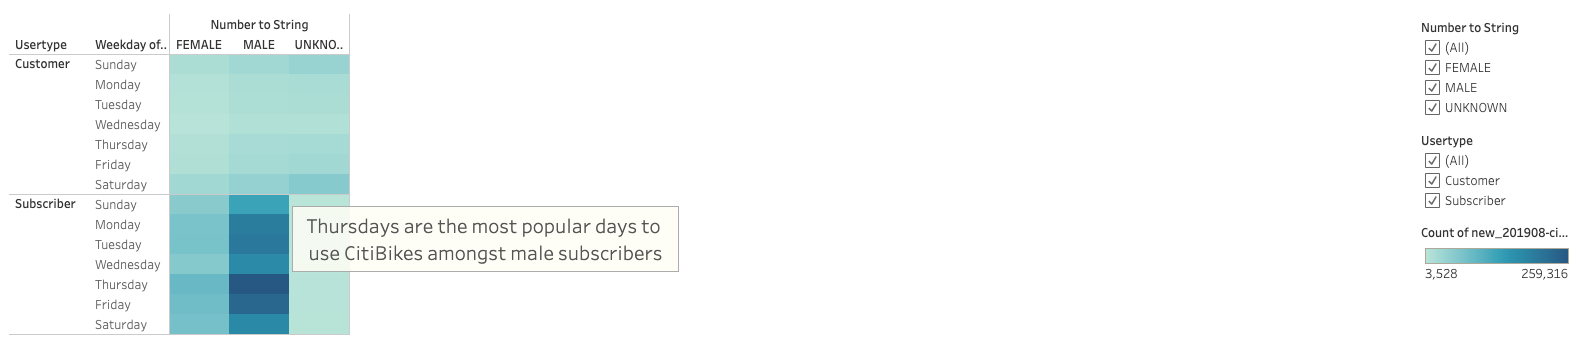 Number to String
Usertype Weekday of.. FEMALE MALE UNKNO..
Customer Sunday
Monday
Tuesday
Wednesday
Thursday
Friday
Saturday
Subscriber Sunday
Monday
Tuesday
Wednesday
Thursday
Friday
Saturday
Thursdays are the most popular days to
use CitiBikes amongst male subscribers
Number to String
(All)
FEMALE
MALE
UNKNOWN
Usertype
(All)
Customer
Subscriber
Count of new_201908-ci...
3,528 259,316